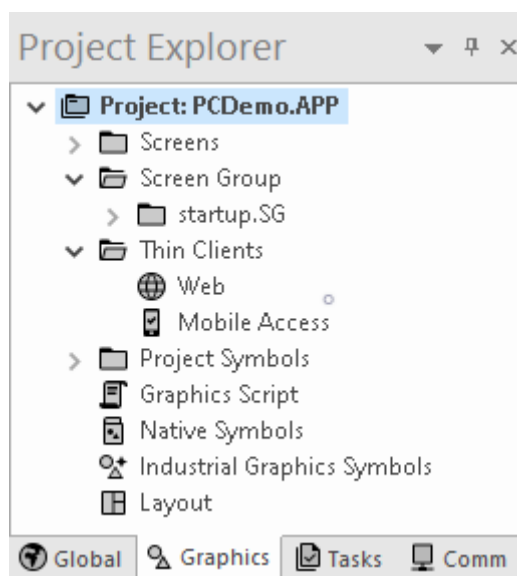 Project Explorer
Project: PCDemo.APP
Screens
Screen Group
startup.SG
Thin Clients
Web
Mobile Access
Project Symbols
Graphics Script
Native Symbols
Industrial Graphics Symbols
Layout
Global Graphics Tasks Comm